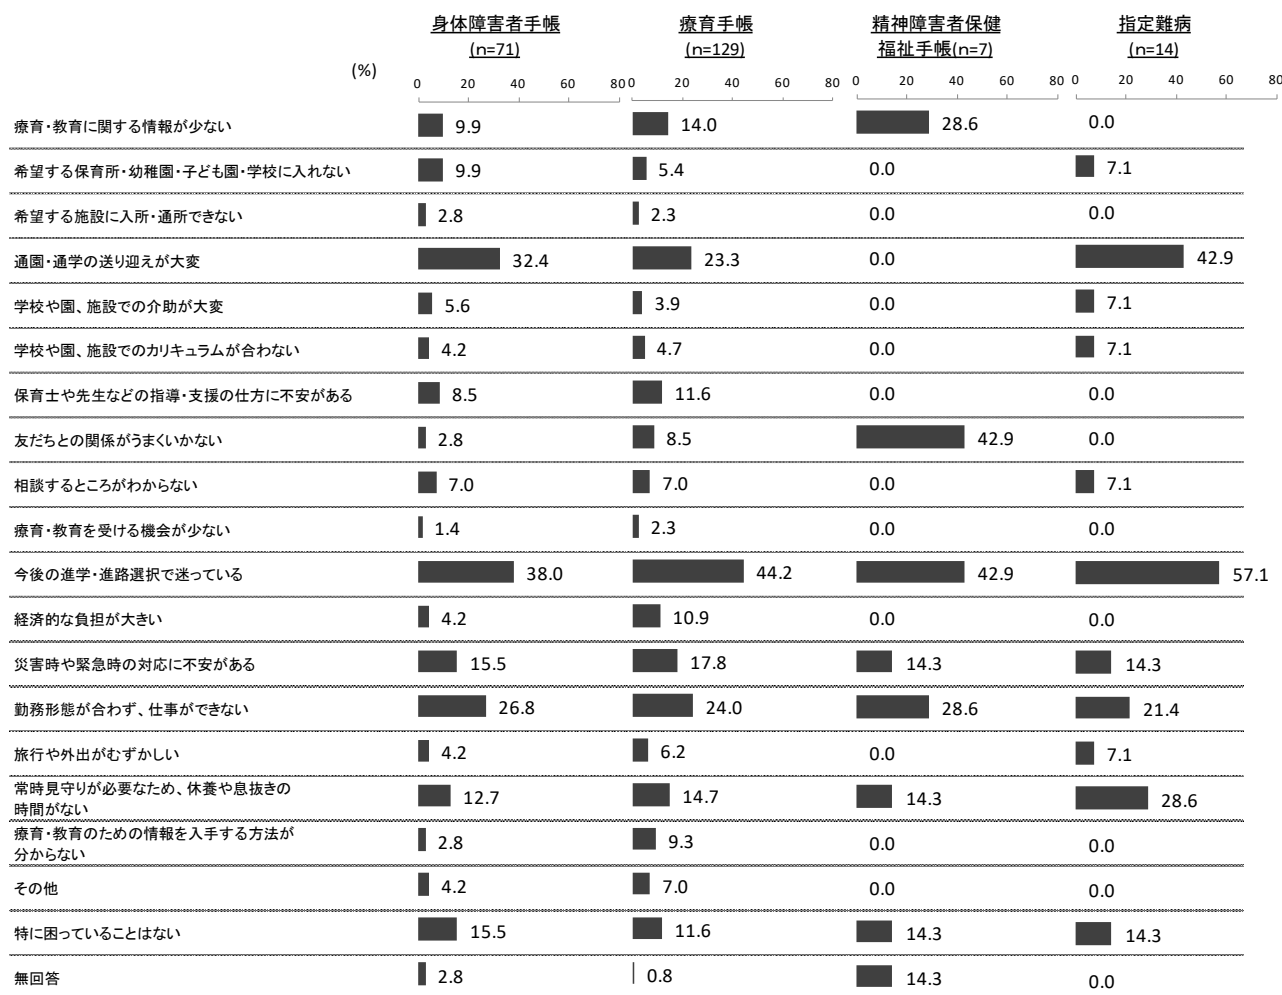 身体障害者手帳 療育手帳 精神障害者保健 指定難病
(n=71) (n=129) 福祉手帳(n=7) (n=14)
(%)
0 20 40 60 80 0 20 40 60 80 0 20 40 60 80 0 20 40 60 80
療育・教育に関する情報が少ない 9.9 14.0 28.6 0.0
希望する保育所・幼稚園・子ども園・学校に入れない 9.9 5.4 0.0 7.1
希望する施設に入所・通所できない 2.8 2.3 0.0 0.0
通園・通学の送り迎えが大変 32.4 23.3 0.0 42.9
学校や園、施設での介助が大変 5.6 3.9 0.0 7.1
学校や園、施設でのカリキュラムが合わない 4.2 4.7 0.0 7.1
保育士や先生などの指導・支援の仕方に不安がある 8.5 11.6 0.0 0.0
友だちとの関係がうまくいかない 2.8 8.5 42.9 0.0
相談するところがわからない 7.0 7.0 0.0 7.1
療育・教育を受ける機会が少ない 1.4 2.3 0.0 0.0
今後の進学・進路選択で迷っている 38.0 44.2 42.9 57.1
経済的な負担が大きい 4.2 10.9 0.0 0.0
災害時や緊急時の対応に不安がある 15.5 17.8 14.3 14.3
勤務形態が合わず、仕事ができない 26.8 24.0 28.6 21.4
旅行や外出がむずかしい 4.2 6.2 0.0 7.1
常時見守りが必要なため、休養や息抜きの
時間がない 12.7 14.7 14.3 28.6
療育・教育のための情報を入手する方法が
分からない 2.8 9.3 0.0 0.0
その他 4.2 7.0 0.0 0.0
特に困っていることはない 15.5 11.6 14.3 14.3
無回答 2.8 0.8 14.3 0.0